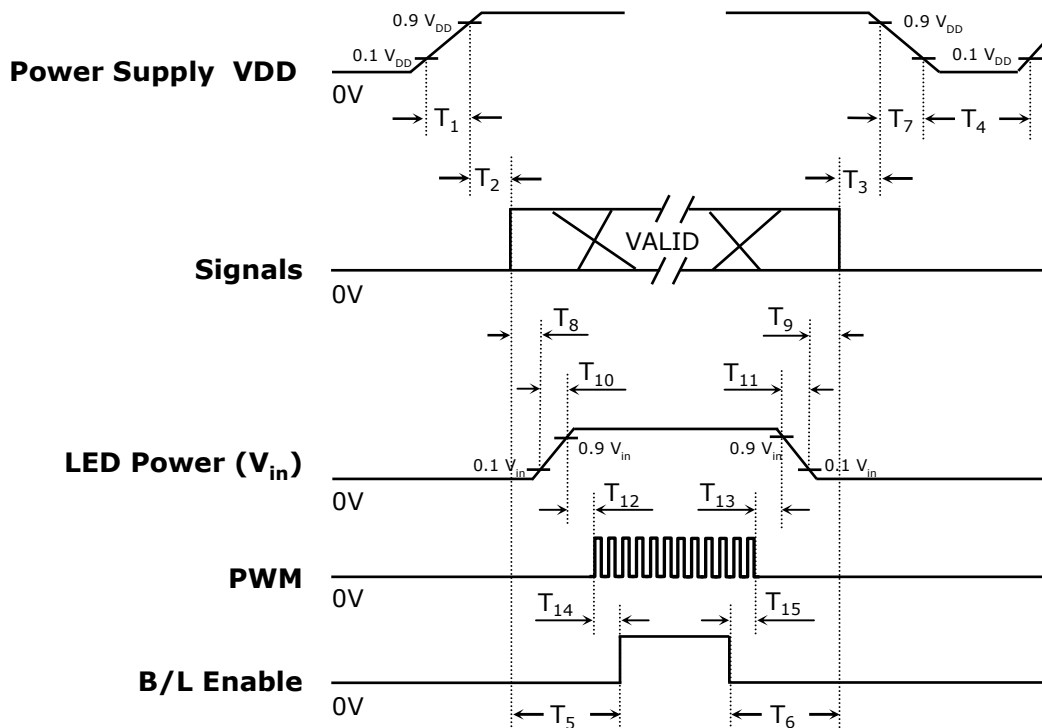 0.9 V_DD 0.9 V_DD
0.1 V_DD 0.1 V_DD
Power Supply VDD
0V
T_1 T_7 T_4
T_2 T_3
VALID
Signals
0V
T_8 T_9
T_10 T_11
0.9 V_in 0.9 V_in
LED Power (V_in)
0.1 V_in 0.1 V_in
0V
T_12 T_13
PWM
0V
T_14 T_15
B/L Enable
0V
T_5 T_6